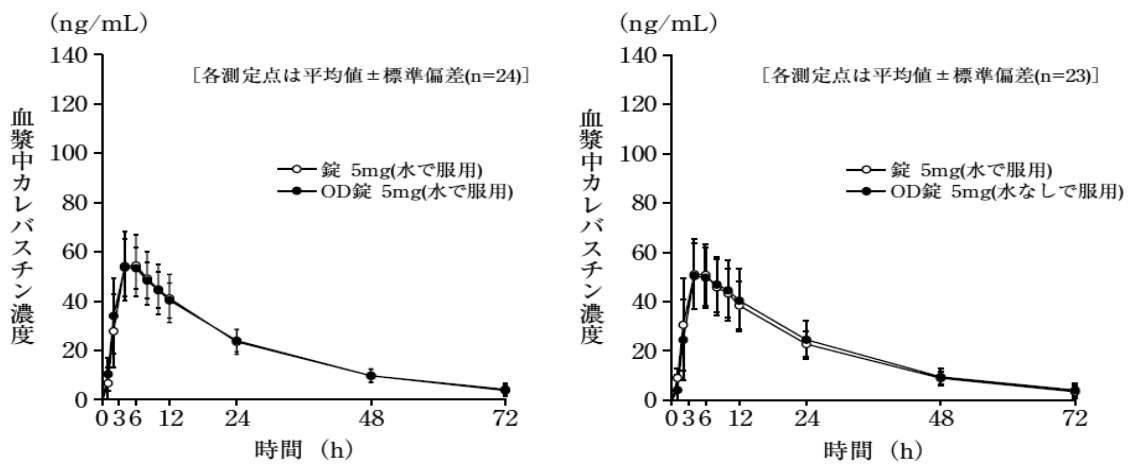 (ng/mL)
140
120
100
80
60
40
20
0
血漿中カレバスチン濃度
[各測定点は平均値±標準偏差(n=24)]
錠 5mg(水で服用)
OD錠 5mg(水で服用)
0 3 6 12 24 48 72
時間 (h)
(ng/mL)
140
120
100
80
60
40
20
0
血漿中カレバスチン濃度
[各測定点は平均値±標準偏差(n=23)]
錠 5mg(水で服用)
OD錠 5mg(水なしで服用)
0 3 6 12 24 48 72
時間 (h)